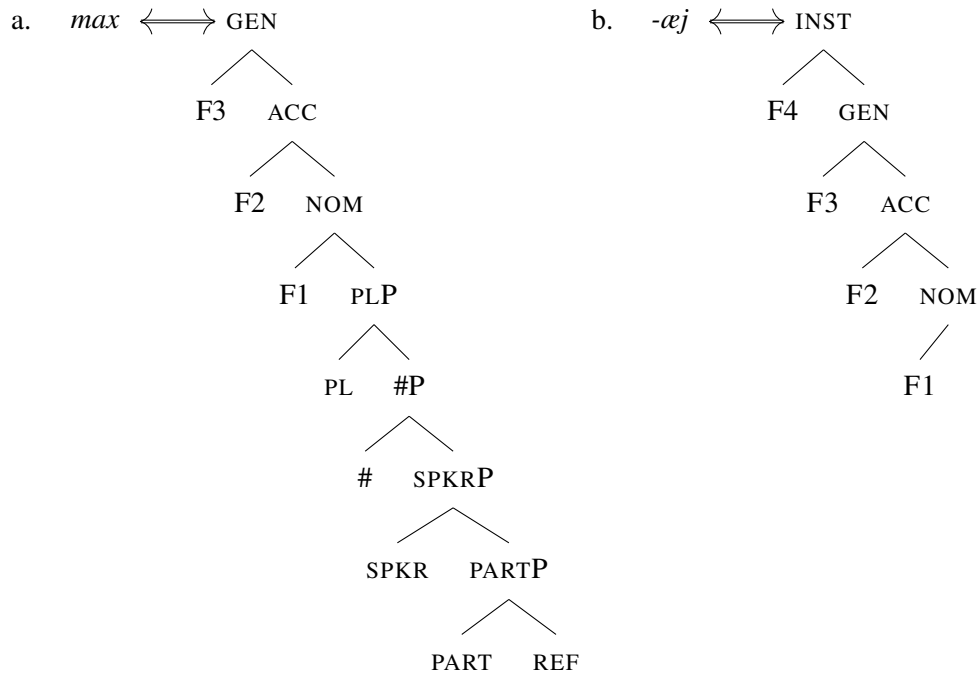 a. max ⟺ GEN b. -æj ⟺ INST
F3 ACC F4 GEN
F2 NOM F3 ACC
F1 PLP F2 NOM
PL #P F1
# SPKRP
SPKR PARTP
PART REF